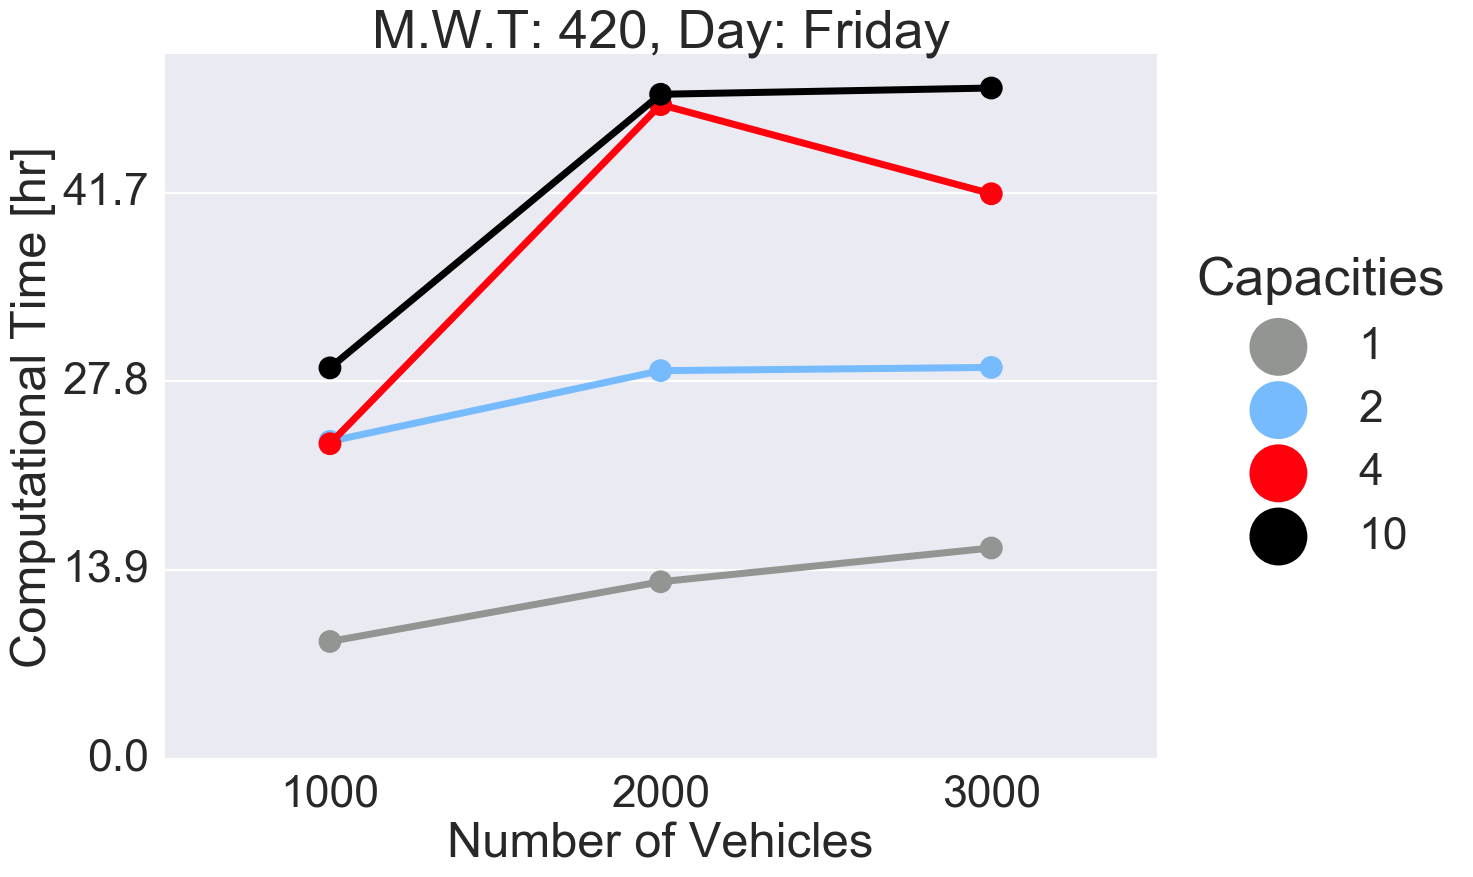 M.W.T: 420, Day: Friday
Computational Time [hr]
41.7
27.8
13.9
0.0
1000 2000 3000
Number of Vehicles
Capacities
1
2
4
10